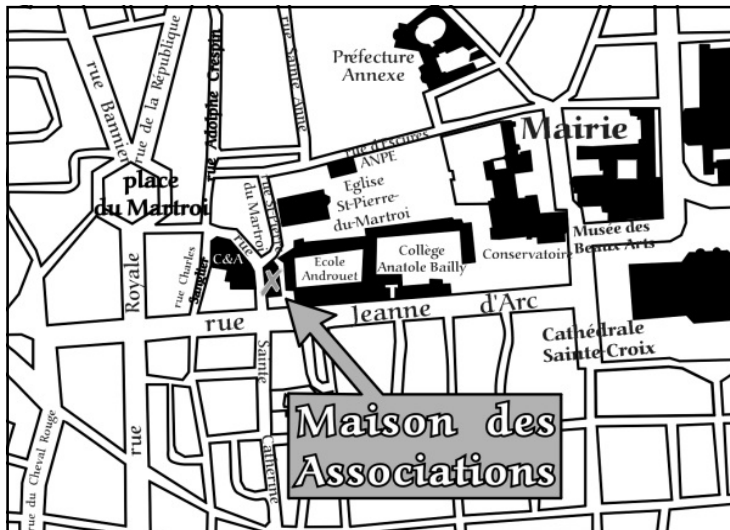 rue Bannier
rue de la République
rue Adolphe Crespin
rue Sainte Anne
Préfecture
Annexe
Mairie
rue d'Escures
ANPE
place
du Martroi
Eglise
St-Pierre-
du-Martroi
rue St Pierre
du Martroi
rue
C&A
Ecole
Androuet
Collège
Anatole Bailly
Conservatoire
Musée des
Beaux Arts
rue Charles
Sanglier
Royale
rue
rue
Jeanne
d'Arc
T
Cathédrale
Sainte-Croix
Sainte
Catherine
rue du Cheval Rouge
Maison des
Associations